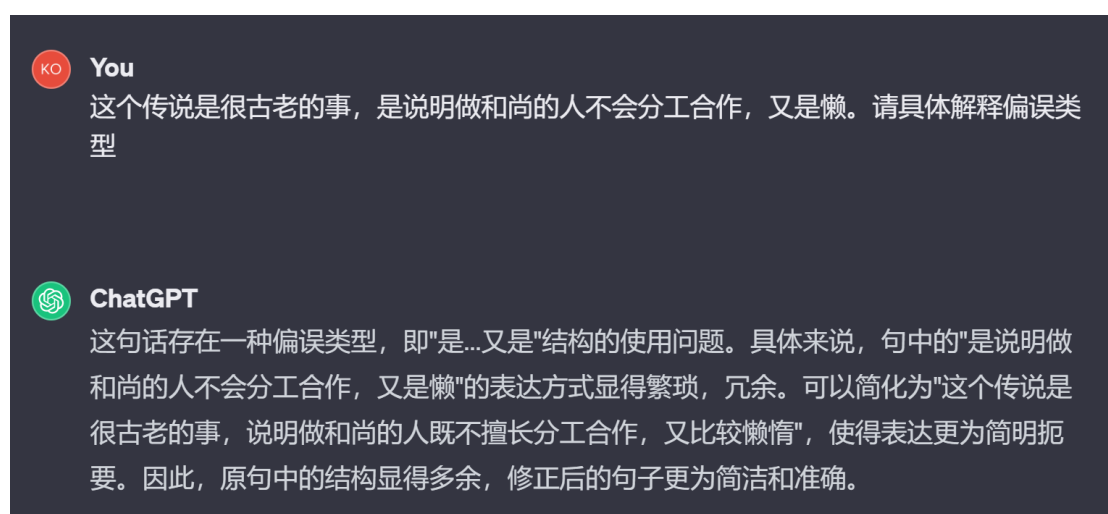 KO
You
这个传说是很古老的事，是说明做和尚的人不会分工合作，又是懒。请具体解释偏误类
型
ChatGPT
这句话存在一种偏误类型，即"是...又是"结构的使用问题。具体来说，句中的"是说明做
和尚的人不会分工合作，又是懒"的表达方式显得繁琐，冗余。可以简化为"这个传说是
很古老的事，说明做和尚的人既不擅长分工合作，又比较懒惰"，使得表达更为简明扼
要。因此，原句中的结构显得多余，修正后的句子更为简洁和准确。